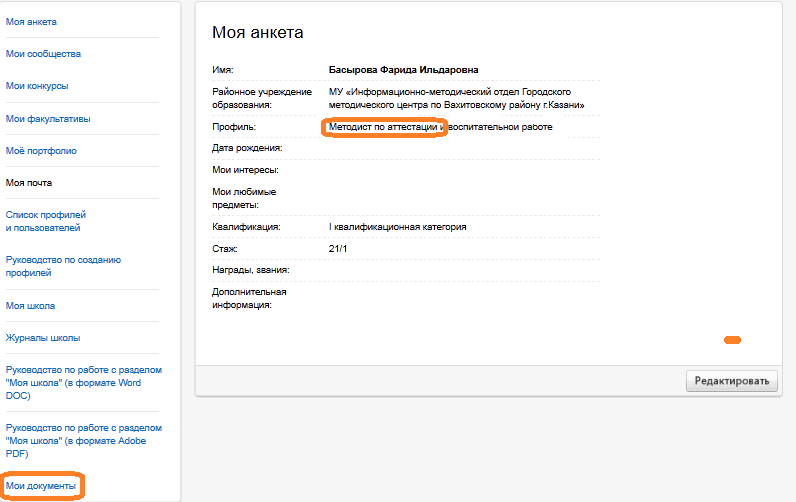 Моя анкета
Мои сообщества
Мои конкурсы
Мои факультативы
Моё портфолио
Моя почта
Список профилей
и пользователей
Руководство по созданию
профилей
Моя школа
Журналы школы
Руководство по работе с разделом
"Моя школа" (в формате Word
DOC)
Руководство по работе с разделом
"Моя школа" (в формате Adobe
PDF)
Мои документы
Моя анкета
Имя: Басырова Фарида Ильдаровна
Районное учреждение МУ «Информационно-методический отдел Городского
образования: методического центра по Вахитовскому району г.Казани»
Профиль: Методист по аттестации и воспитательной работе
Дата рождения:
Мои интересы:
Мои любимые
предметы:
Квалификация: I квалификационная категория
Стаж: 21/1
Награды, звания:
Дополнительная
информация:
Редактировать